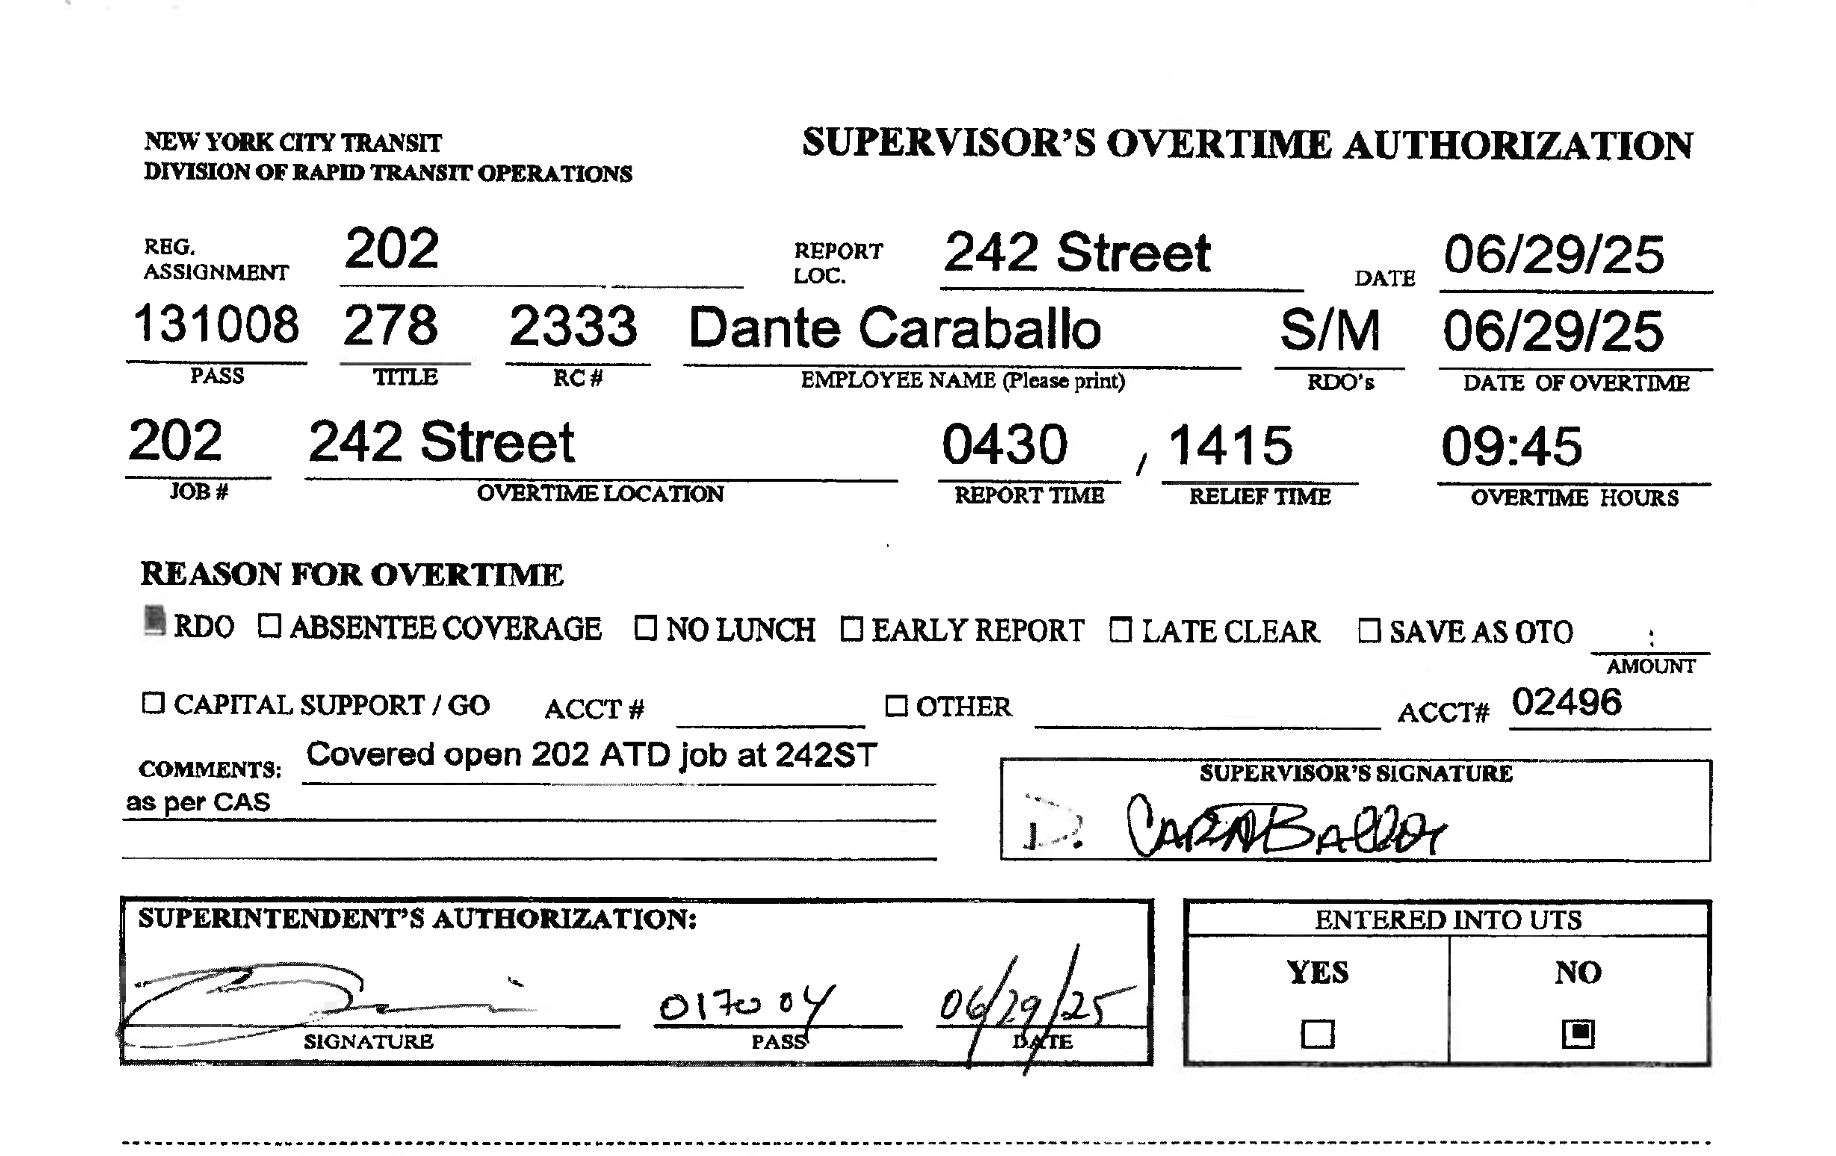 NEW YORK CITY TRANSIT
DIVISION OF RAPID TRANSIT OPERATIONS
SUPERVISOR'S OVERTIME AUTHORIZATION
REG. ASSIGNMENT 202 REPORT LOC. 242 Street DATE 06/29/25
131008 278 2333 Dante Caraballo S/M 06/29/25
PASS TITLE RC # EMPLOYEE NAME (Please print) RDO's DATE OF OVERTIME
202 242 Street 0430 , 1415 09:45
JOB # OVERTIME LOCATION REPORT TIME RELIEF TIME OVERTIME HOURS
REASON FOR OVERTIME
RDO ☐ ABSENTEE COVERAGE ☐ NO LUNCH ☐ EARLY REPORT ☐ LATE CLEAR ☐ SAVE AS OTO :
AMOUNT
☐ CAPITAL SUPPORT / GO ACCT # ☐ OTHER ACCT# 02496
COMMENTS: Covered open 202 ATD job at 242ST
as per CAS
SUPERVISOR'S SIGNATURE
D. CARABAllo
SUPERINTENDENT'S AUTHORIZATION:
017004 06/29/25
SIGNATURE PASS DATE
ENTERED INTO UTS
YES NO